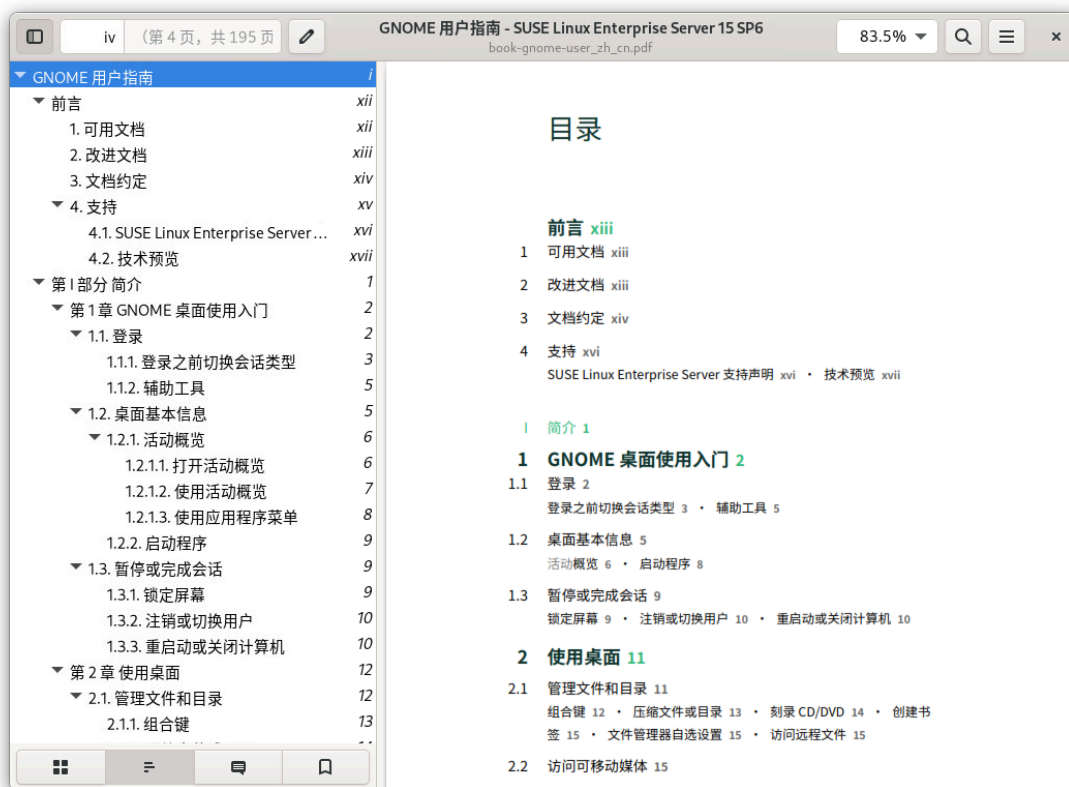 iv （第 4 页，共 195 页
GNOME 用户指南 - SUSE Linux Enterprise Server 15 SP6
book-gnome-user_zh_cn.pdf
83.5%
GNOME 用户指南 i
前言 xii
1. 可用文档 xii
2. 改进文档 xiii
3. 文档约定 xiv
4. 支持 xv
4.1. SUSE Linux Enterprise Server… xvi
4.2. 技术预览 xvii
第 I 部分 简介 1
第 1 章 GNOME 桌面使用入门 2
1.1. 登录 2
1.1.1. 登录之前切换会话类型 3
1.1.2. 辅助工具 5
1.2. 桌面基本信息 5
1.2.1. 活动概览 6
1.2.1.1. 打开活动概览 6
1.2.1.2. 使用活动概览 7
1.2.1.3. 使用应用程序菜单 8
1.2.2. 启动程序 9
1.3. 暂停或完成会话 9
1.3.1. 锁定屏幕 9
1.3.2. 注销或切换用户 10
1.3.3. 重启动或关闭计算机 10
第 2 章 使用桌面 12
2.1. 管理文件和目录 12
2.1.1. 组合键 13
目录
前言 xiii
1 可用文档 xiii
2 改进文档 xiii
3 文档约定 xiv
4 支持 xvi
SUSE Linux Enterprise Server 支持声明 xvi • 技术预览 xvii
I 简介 1
1 GNOME 桌面使用入门 2
1.1 登录 2
登录之前切换会话类型 3 • 辅助工具 5
1.2 桌面基本信息 5
活动概览 6 • 启动程序 8
1.3 暂停或完成会话 9
锁定屏幕 9 • 注销或切换用户 10 • 重启动或关闭计算机 10
2 使用桌面 11
2.1 管理文件和目录 11
组合键 12 • 压缩文件或目录 13 • 刻录 CD/DVD 14 • 创建书
签 15 • 文件管理器自选设置 15 • 访问远程文件 15
2.2 访问可移动媒体 15